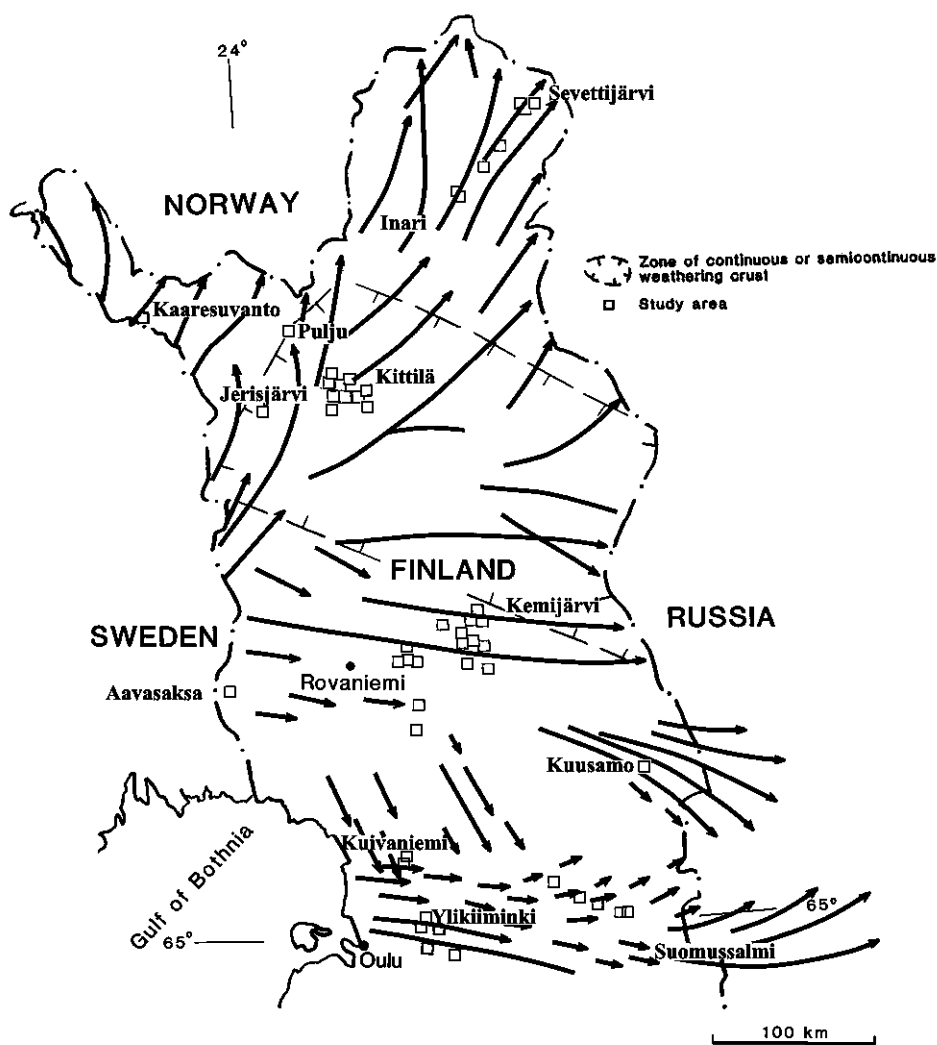 24°
Sevettijärvi
NORWAY
Inari
Zone of continuous or semicontinuous
weathering crust
Study area
Kaaresuvanto
Pulju
Kittilä
Jerisjärvi
FINLAND
Kemijärvi
SWEDEN
RUSSIA
Rovaniemi
Aavasaksa
Kuusamo
Kuivaniemi
Gulf of Bothnia
65°
Ylikiiminki
65°
Oulu
Suomussalmi
100 km